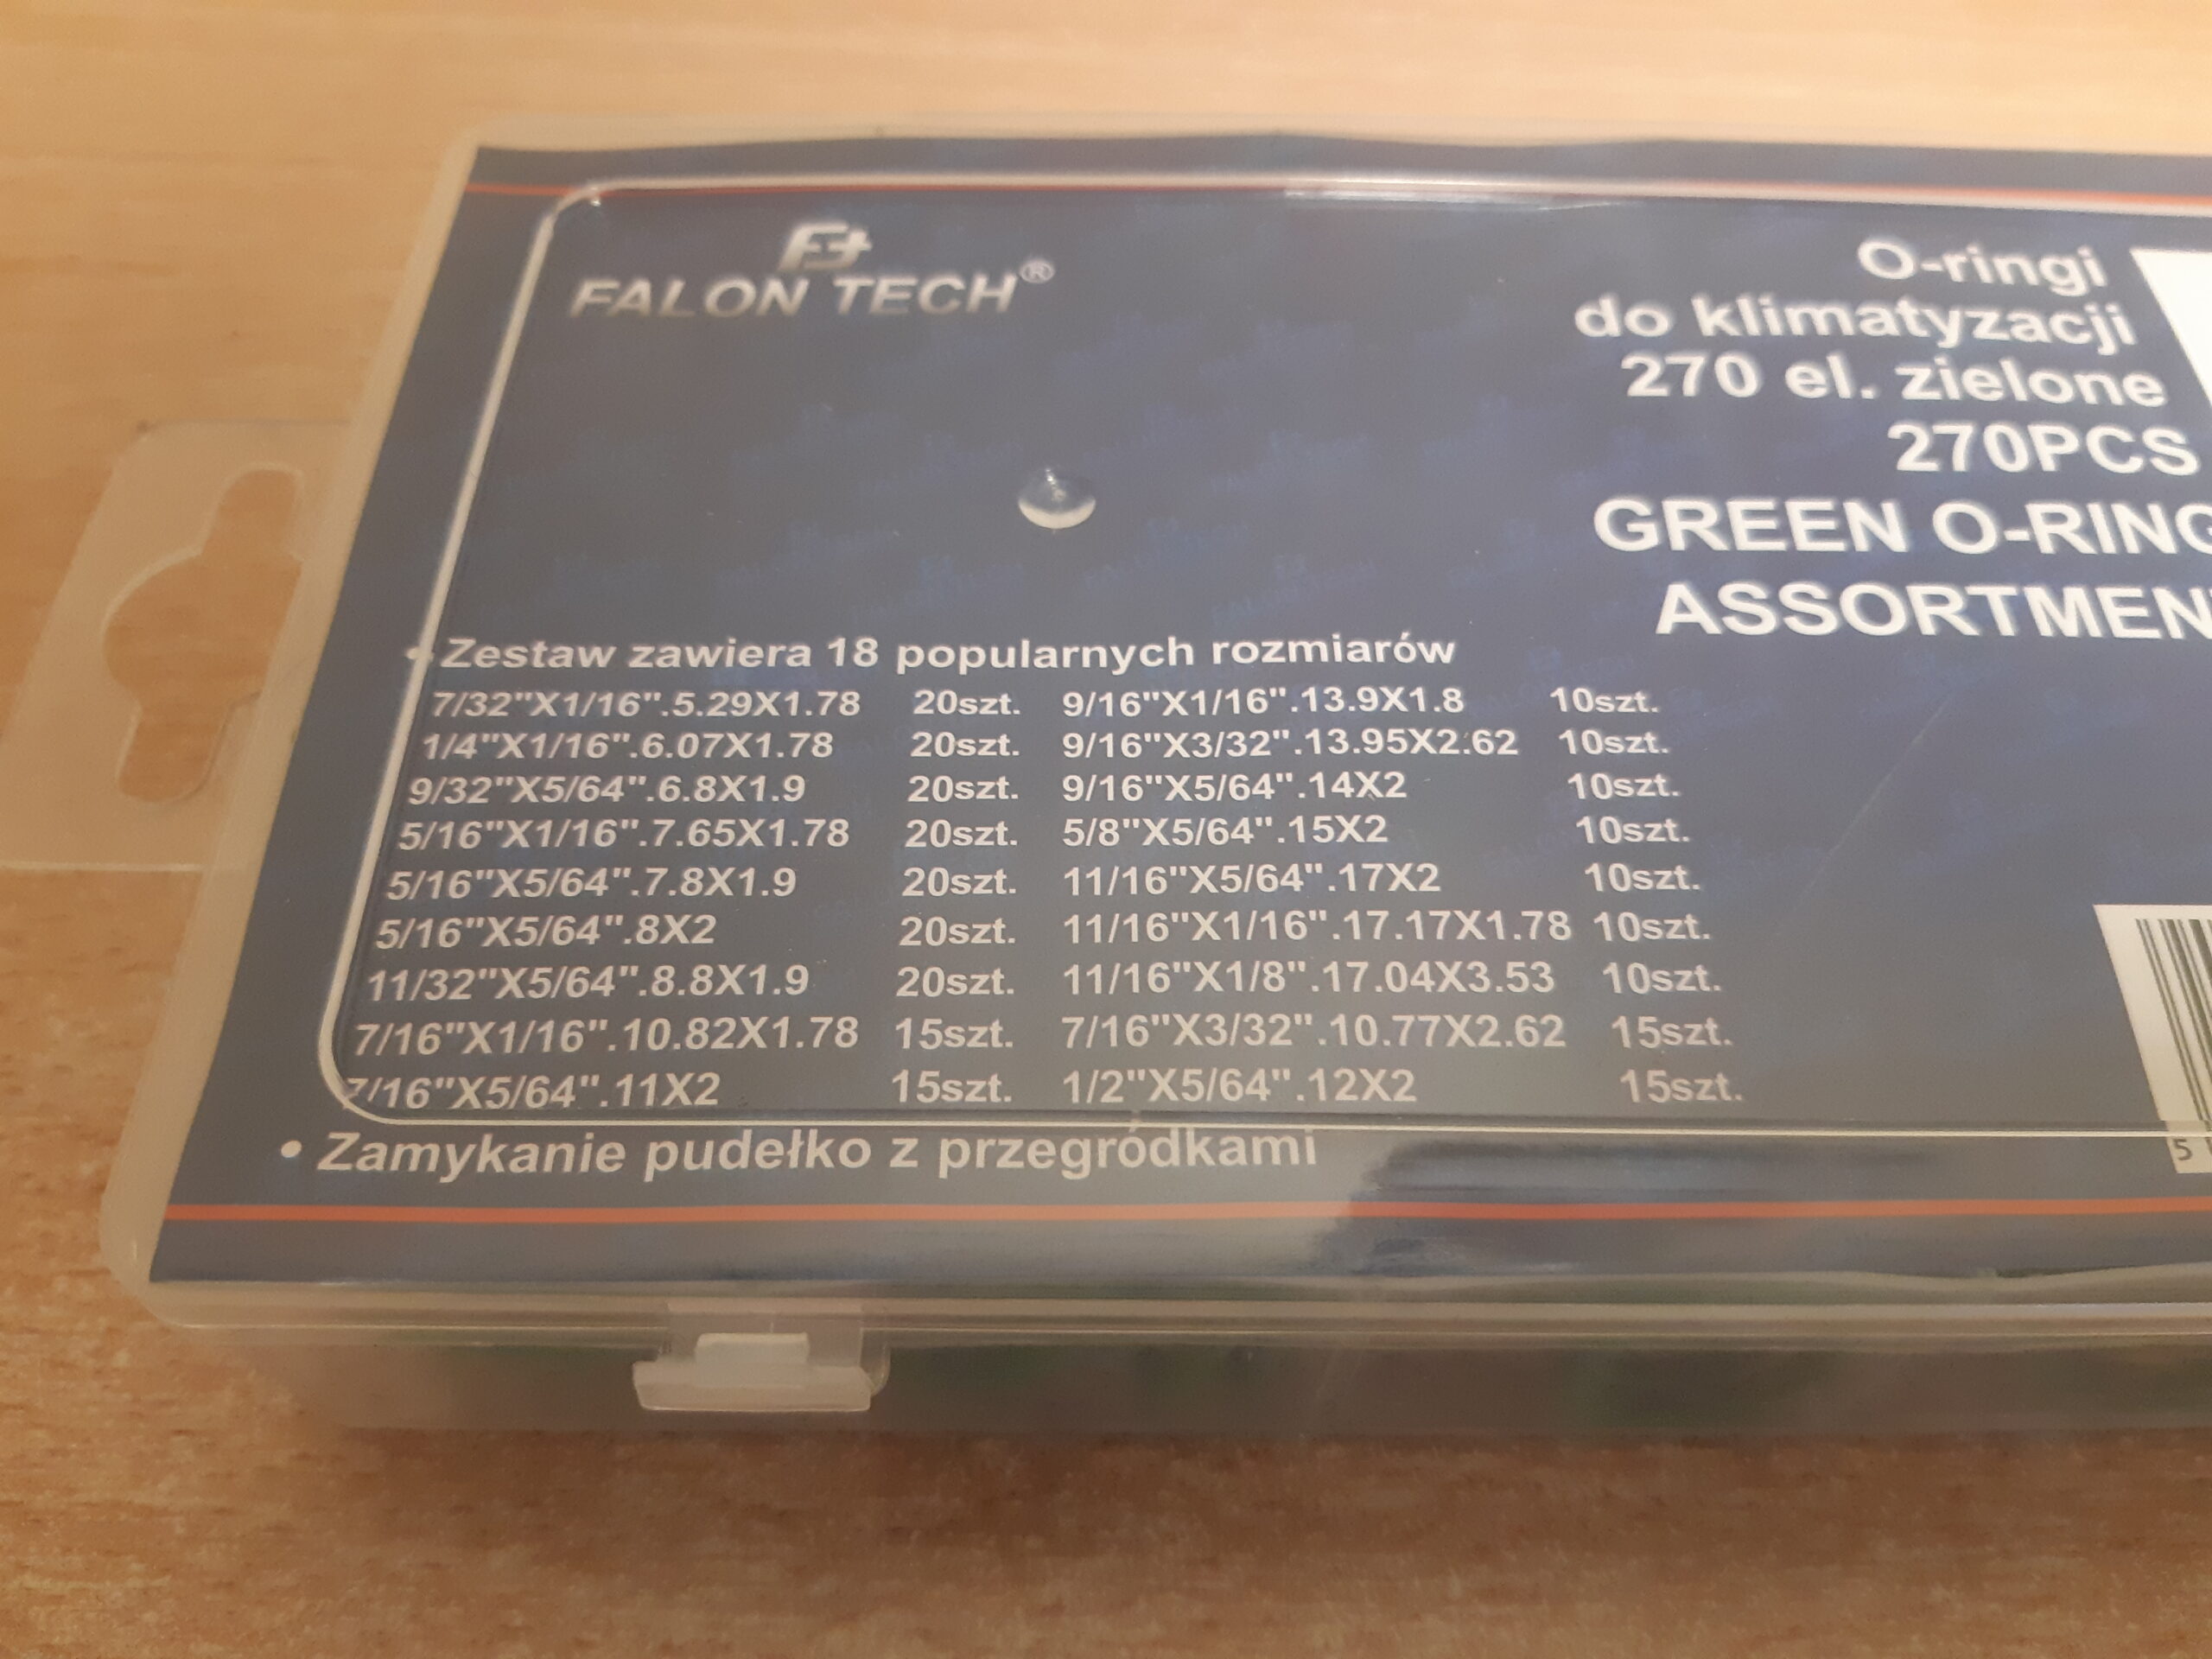 FALON TECH®
O-ringi
do klimatyzacji
270 el. zielone
270PCS
GREEN O-RING
ASSORTMEN
• Zestaw zawiera 18 popularnych rozmiarów
7/32"X1/16".5.29X1.78 20szt. 9/16"X1/16".13.9X1.8 10szt.
1/4"X1/16".6.07X1.78 20szt. 9/16"X3/32".13.95X2.62 10szt.
9/32"X5/64".6.8X1.9 20szt. 9/16"X5/64".14X2 10szt.
5/16"X1/16".7.65X1.78 20szt. 5/8"X5/64".15X2 10szt.
5/16"X5/64".7.8X1.9 20szt. 11/16"X5/64".17X2 10szt.
5/16"X5/64".8X2 20szt. 11/16"X1/16".17.17X1.78 10szt.
11/32"X5/64".8.8X1.9 20szt. 11/16"X1/8".17.04X3.53 10szt.
7/16"X1/16".10.82X1.78 15szt. 7/16"X3/32".10.77X2.62 15szt.
7/16"X5/64".11X2 15szt. 1/2"X5/64".12X2 15szt.
• Zamykanie pudełko z przegródkami
5